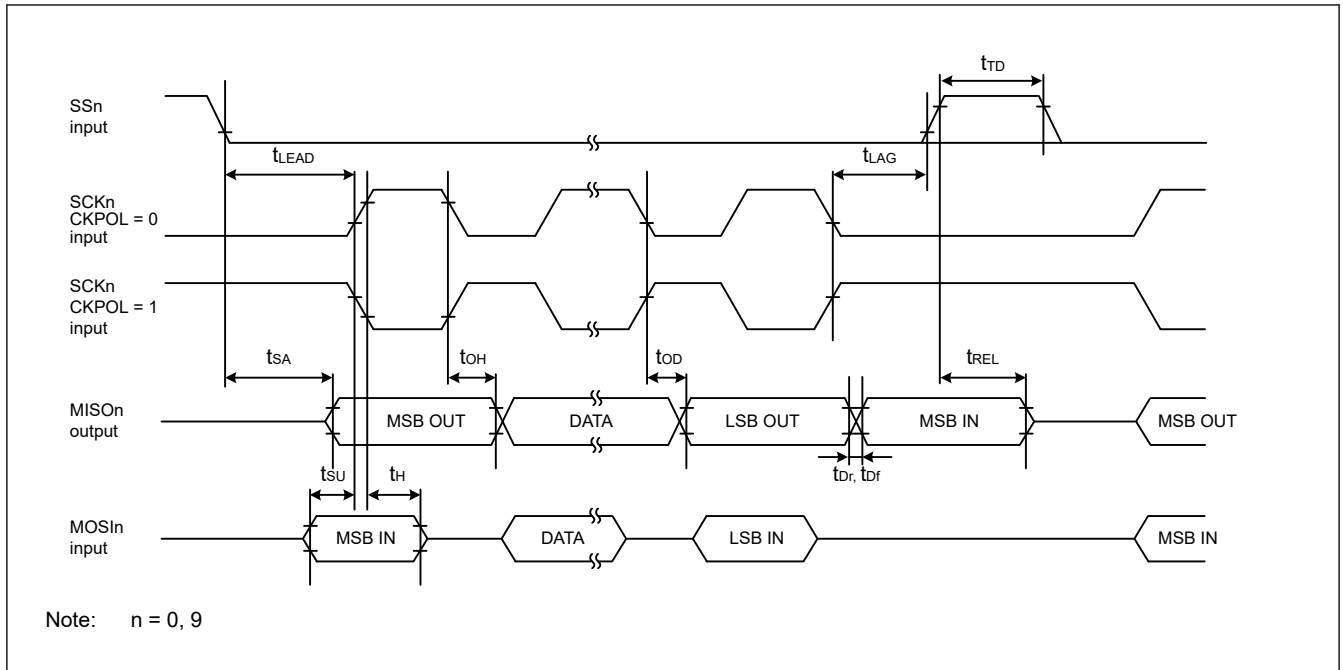 tTD
SSn
input
tLEAD
tLAG
SCKn
CKPOL = 0
input
SCKn
CKPOL = 1
input
tSA
tOH
tOD
tREL
MISOn
output
MSB OUT
DATA
LSB OUT
MSB IN
MSB OUT
tSU
tH
tDr, tDf
MOSIn
input
MSB IN
DATA
LSB IN
MSB IN
Note: n = 0, 9